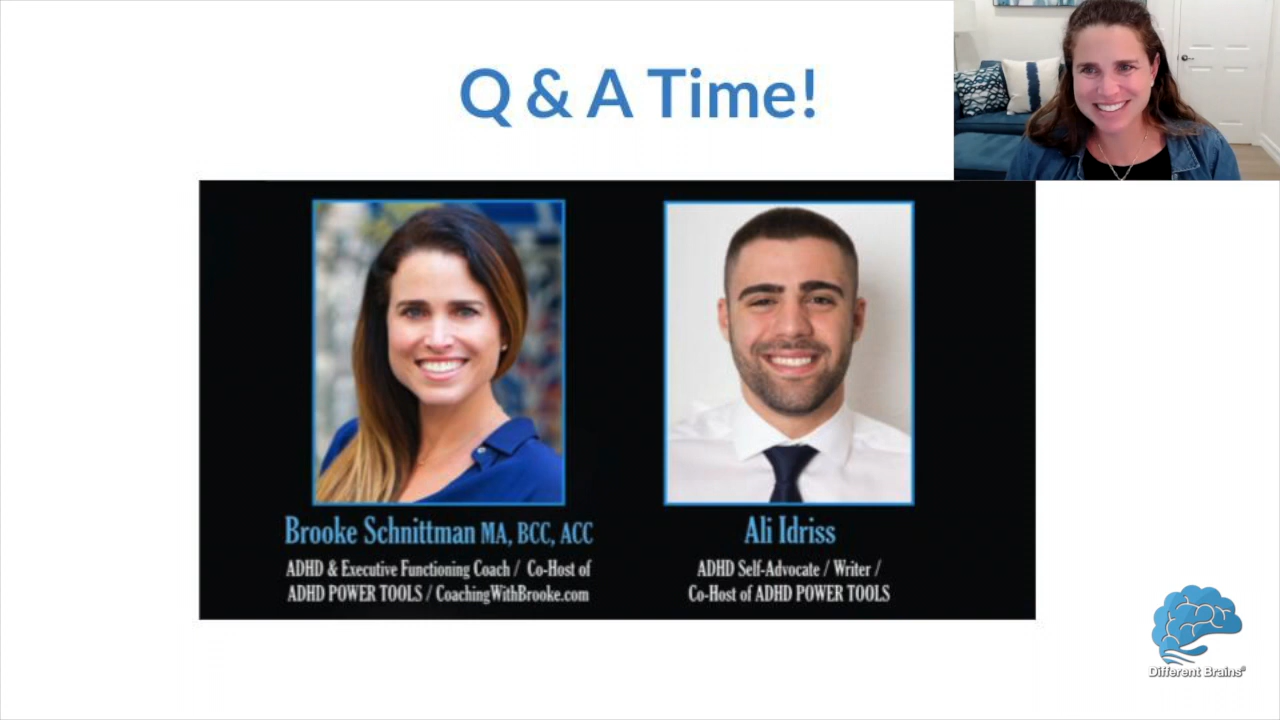 Q & A Time!
Brooke Schnittman MA, BCC, ACC
ADHD & Executive Functioning Coach / Co-Host of
ADHD POWER TOOLS / CoachingWithBrooke.com
Ali Idriss
ADHD Self-Advocate / Writer /
Co-Host of ADHD POWER TOOLS
Different Brains®